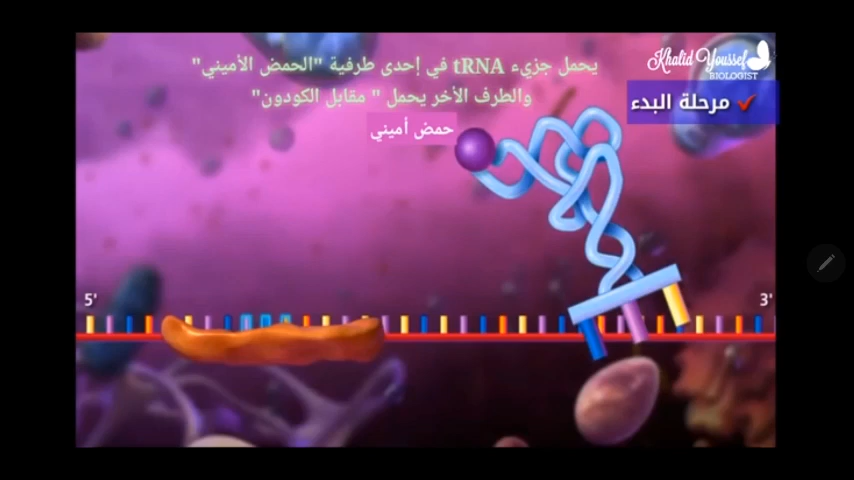 Khalid Youssef
BIOLOGIST
مرحلة البدء
يحمل جزيء tRNA في إحدى طرفية "الحمض الأميني"
والطرف الأخر يحمل " مقابل الكودون"
حمض أميني
5'
3'